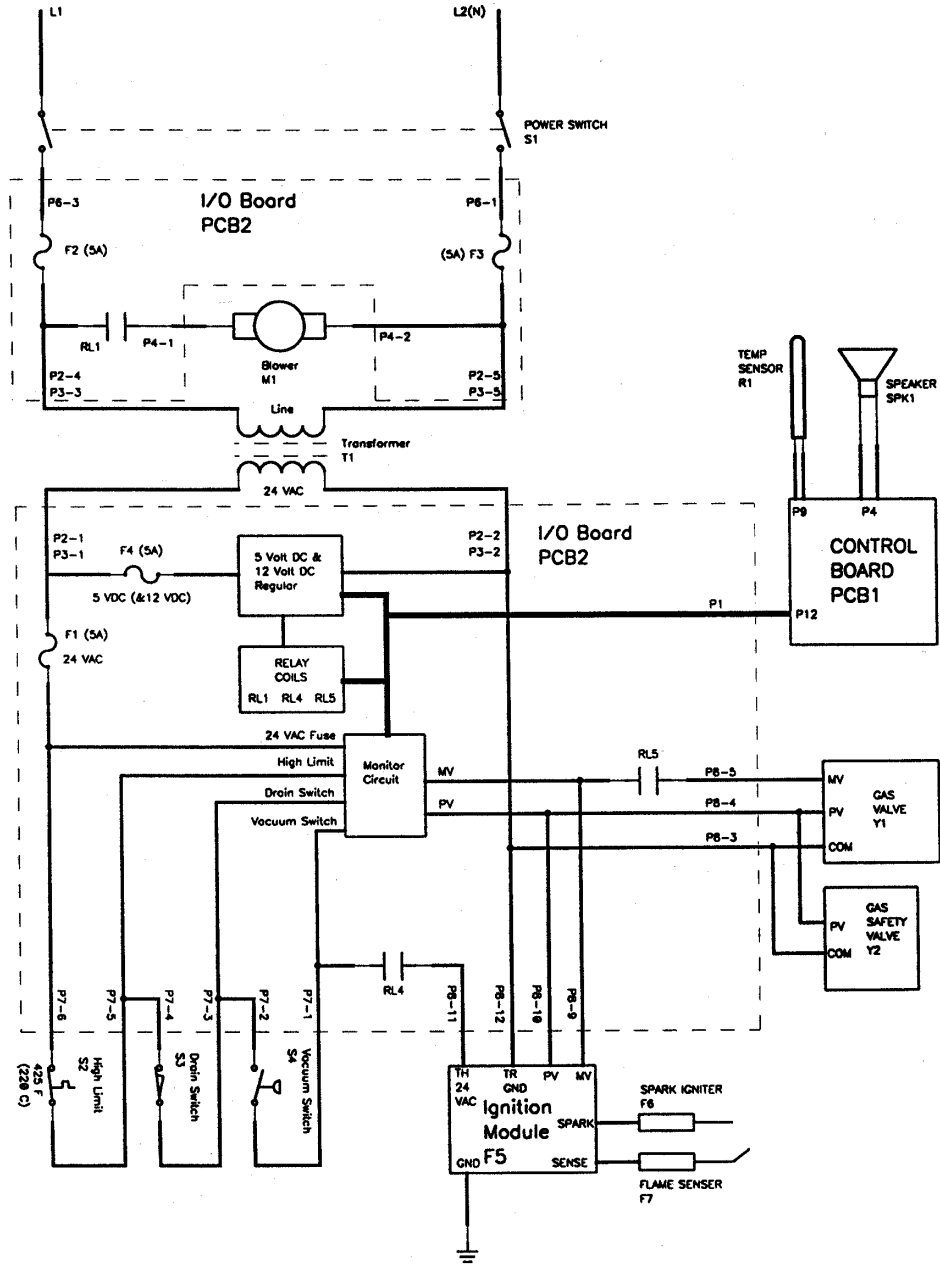 L1
L2(N)
POWER SWITCH
S1
I/O Board
PCB2
P6-3
P6-1
F2 (5A)
(5A) F3
RL1
P4-1
P4-2
Blower
M1
P2-4
P3-3
P2-5
P3-5
Line
Transformer
T1
24 VAC
TEMP
SENSOR
R1
SPEAKER
SPK1
P9
P4
CONTROL
BOARD
PCB1
P12
P1
I/O Board
PCB2
P2-1
P3-1
F4 (5A)
5 VDC (&12 VDC)
5 Volt DC &
12 Volt DC
Regular
P2-2
P3-2
F1 (5A)
24 VAC
RELAY
COILS
RL1 RL4 RL5
24 VAC Fuse
High Limit
Drain Switch
Vacuum Switch
Monitor
Circuit
MV
PV
RL5
P8-5
P8-4
P8-3
MV
PV
COM
GAS
VALVE
Y1
PV
COM
GAS
SAFETY
VALVE
Y2
RL4
P7-6
P7-5
P7-4
P7-3
P7-2
P7-1
P8-11
P8-12
P8-10
P8-9
High Limit
S2
425 F
(220 C)
Drain Switch
S3
Vacuum Switch
S4
TH
24
VAC
TR
GND
PV
MV
Ignition
Module
F5
SPARK
SENSE
GND
SPARK IGNITER
F6
FLAME SENSER
F7